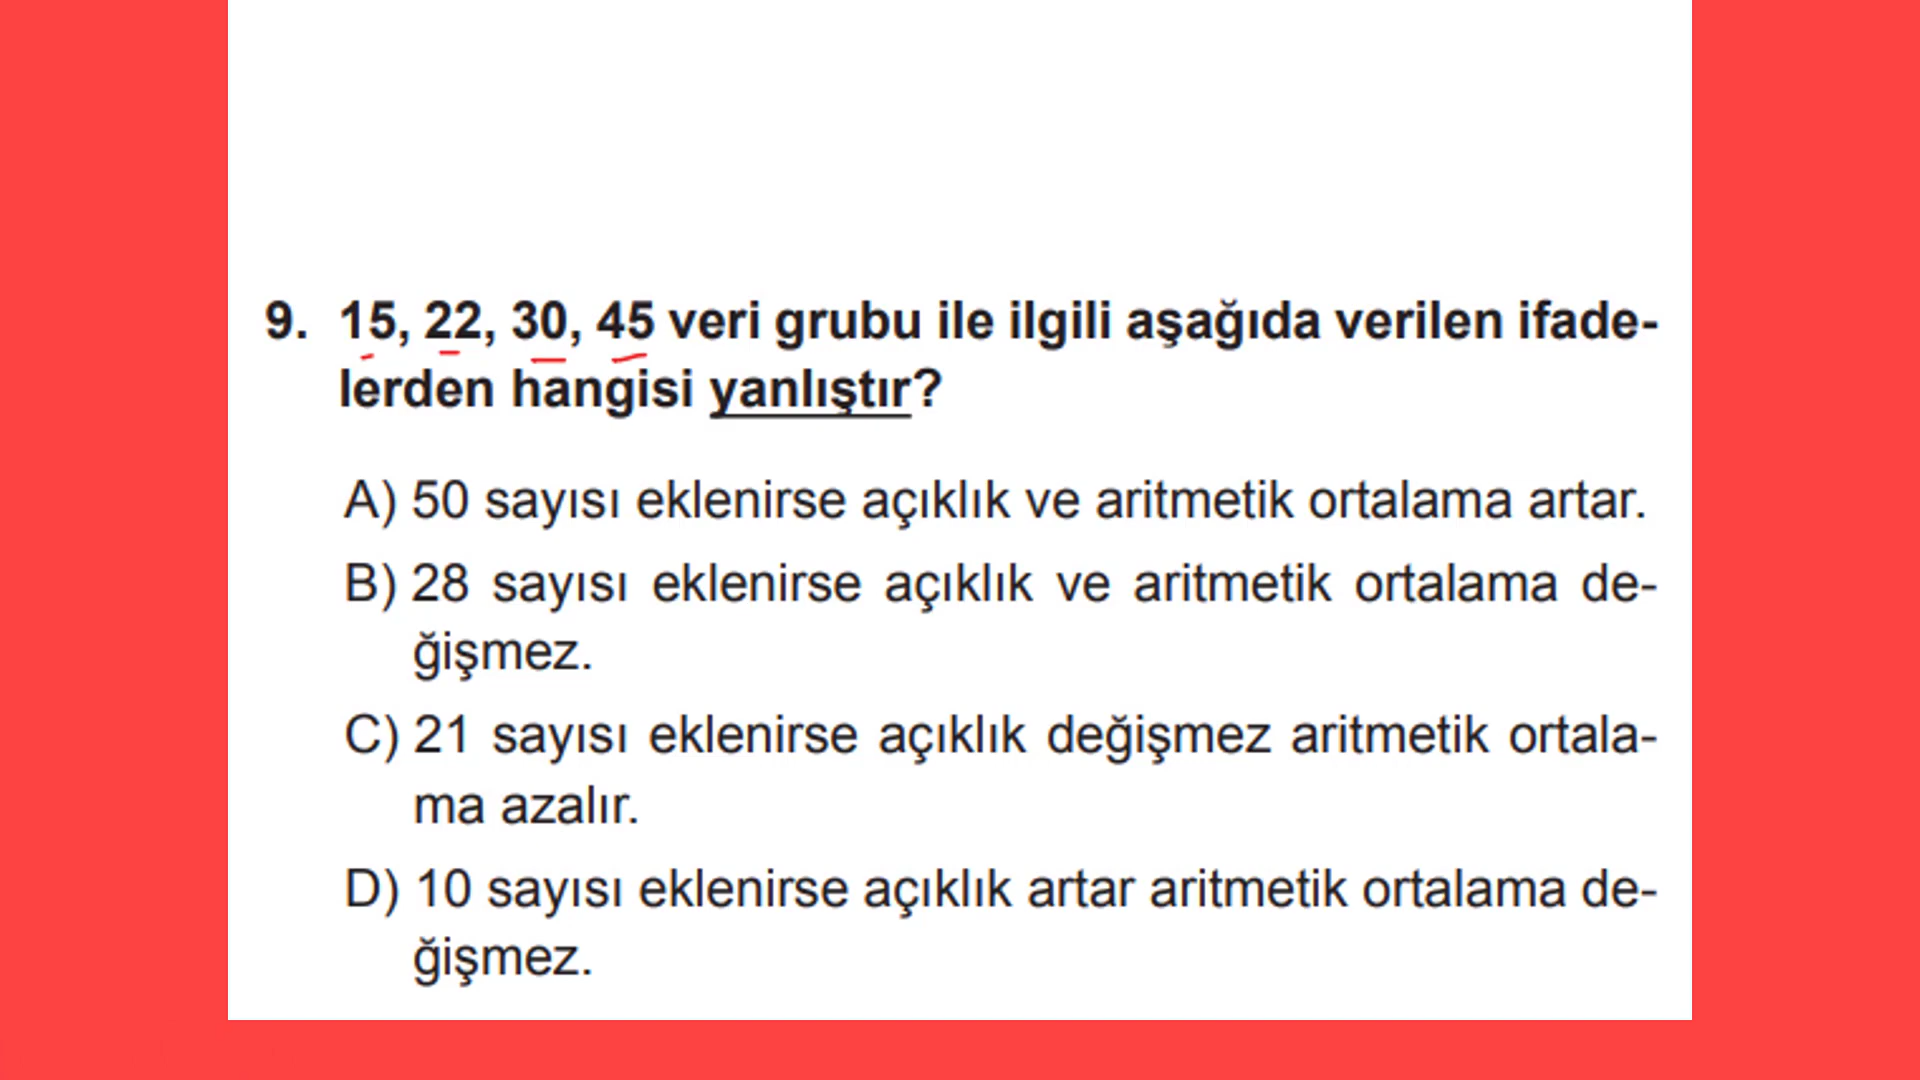 9. 15, 22, 30, 45 veri grubu ile ilgili aşağıda verilen ifade-
lerden hangisi yanlıştır?
A) 50 sayısı eklenirse açıklık ve aritmetik ortalama artar.
B) 28 sayısı eklenirse açıklık ve aritmetik ortalama de-
ğişmez.
C) 21 sayısı eklenirse açıklık değişmez aritmetik ortala-
ma azalır.
D) 10 sayısı eklenirse açıklık artar aritmetik ortalama de-
ğişmez.